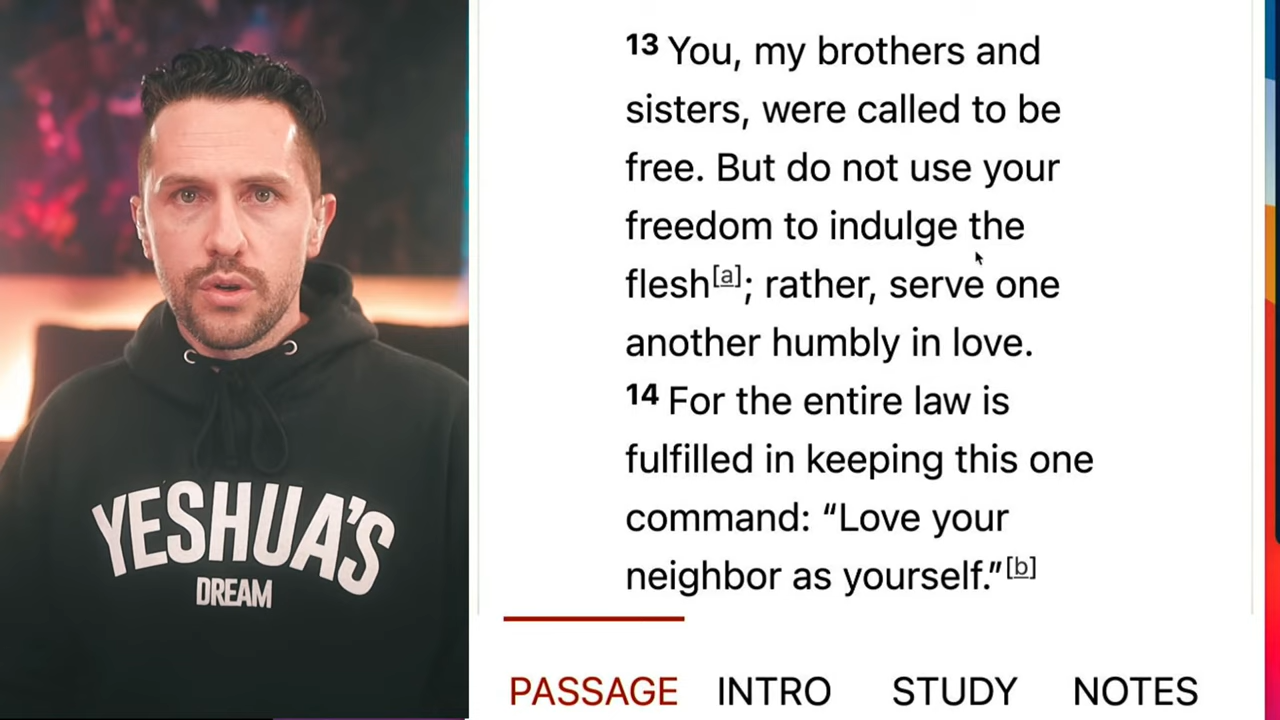 YESHUA'S
DREAM
13 You, my brothers and
sisters, were called to be
free. But do not use your
freedom to indulge the
flesh[a]; rather, serve one
another humbly in love.
14 For the entire law is
fulfilled in keeping this one
command: “Love your
neighbor as yourself.”[b]
PASSAGE INTRO STUDY NOTES